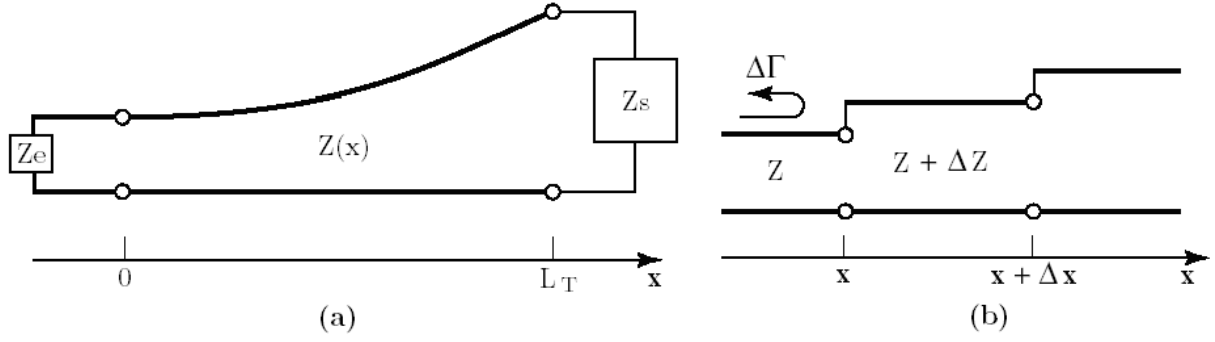 ΔΓ
Ze
Z(x)
Zs
Z
Z + ΔZ
0
L T
x
x
x + Δx
x
(a)
(b)